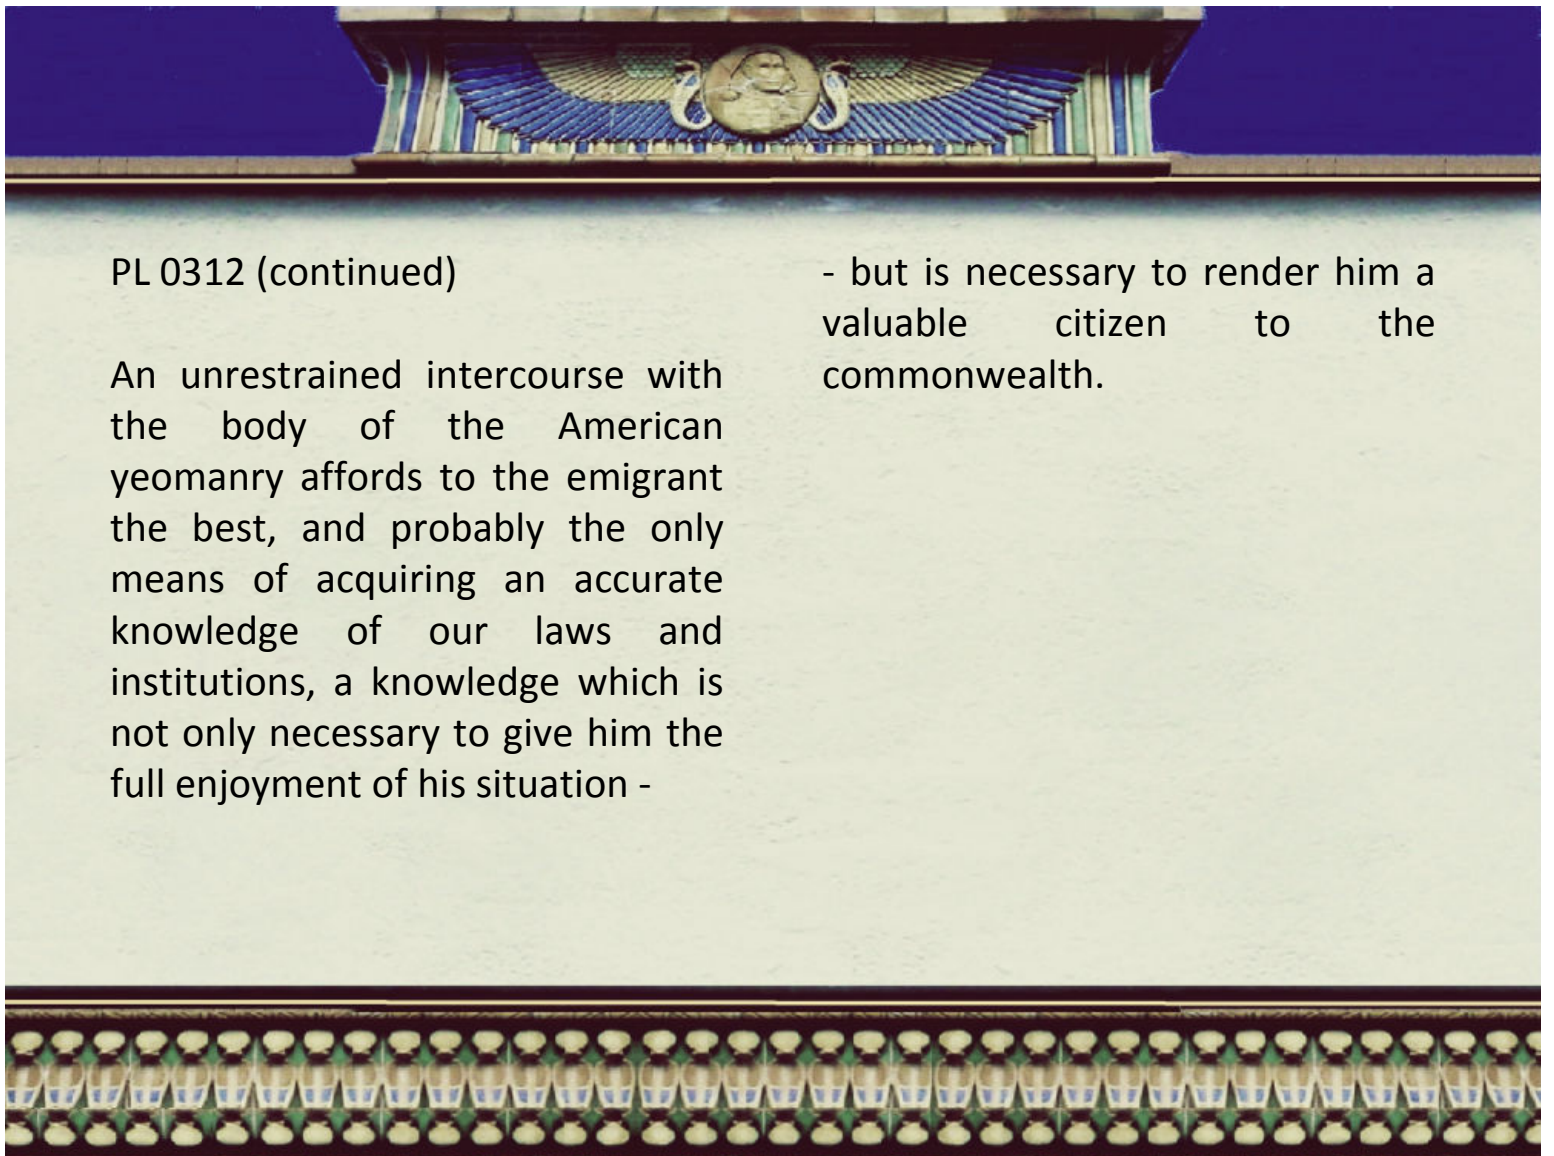 PL 0312 (continued)
An unrestrained intercourse with
the body of the American
yeomanry affords to the emigrant
the best, and probably the only
means of acquiring an accurate
knowledge of our laws and
institutions, a knowledge which is
not only necessary to give him the
full enjoyment of his situation -
- but is necessary to render him a
valuable citizen to the
commonwealth.